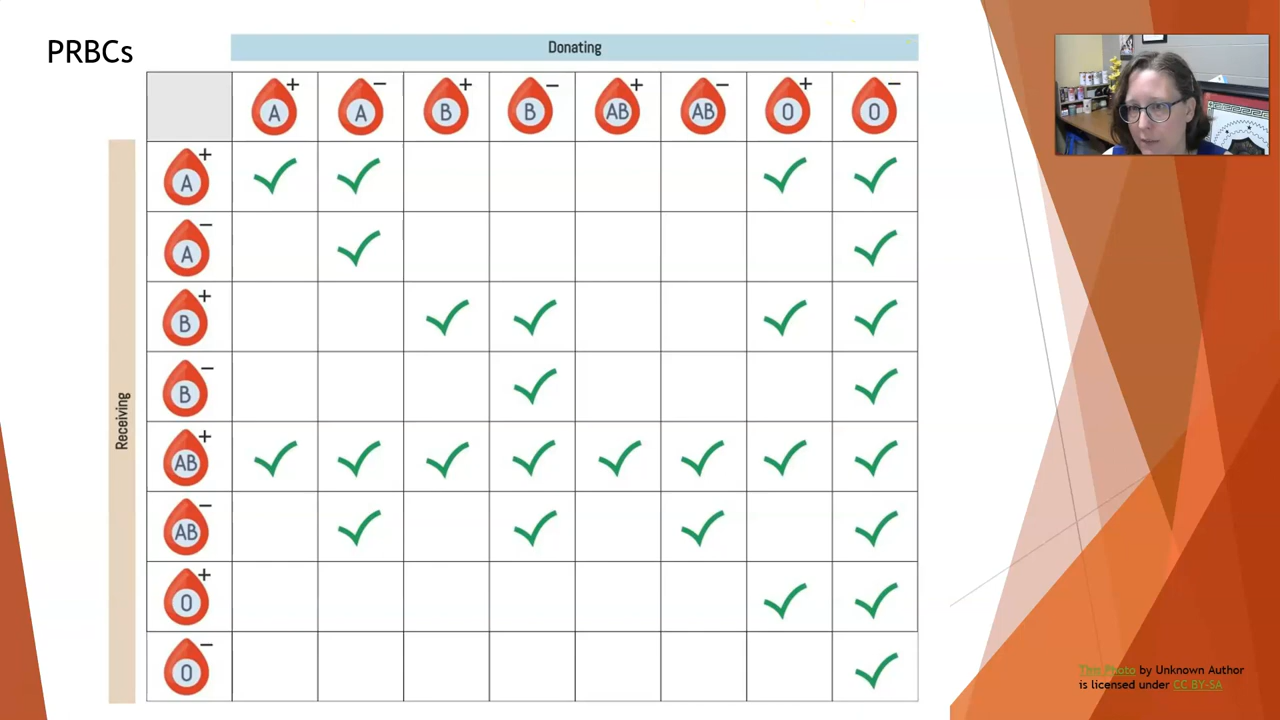 PRBCs
Donating
A+ A− B+ B− AB+ AB− O+ O−
Receiving
A+
A−
B+
B−
AB+
AB−
O+
O−
This Photo by Unknown Author
is licensed under CC BY-SA